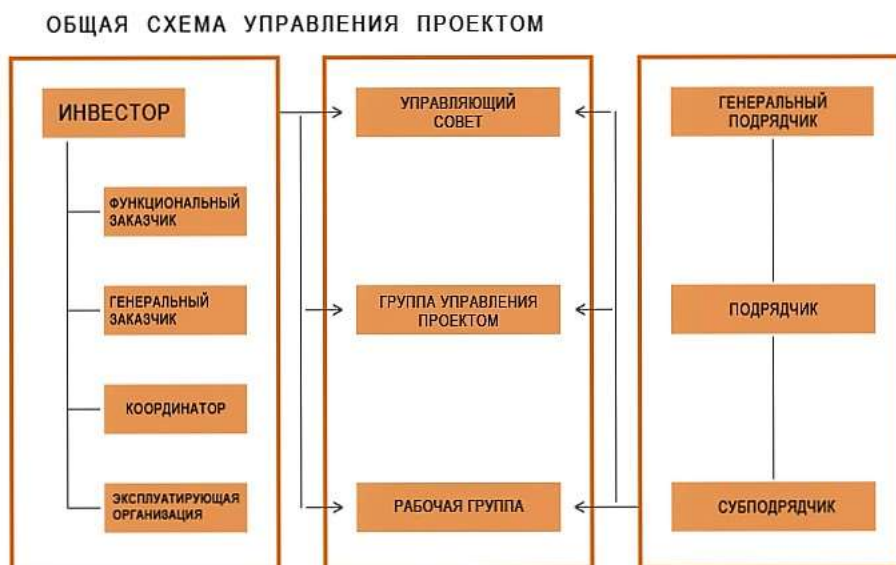 ОБЩАЯ СХЕМА УПРАВЛЕНИЯ ПРОЕКТОМ
ИНВЕСТОР
ФУНКЦИОНАЛЬНЫЙ
ЗАКАЗЧИК
ГЕНЕРАЛЬНЫЙ
ЗАКАЗЧИК
КООРДИНАТОР
ЭКСПЛУАТИРУЮЩАЯ
ОРГАНИЗАЦИЯ
УПРАВЛЯЮЩИЙ
СОВЕТ
ГРУППА УПРАВЛЕНИЯ
ПРОЕКТОМ
РАБОЧАЯ ГРУППА
ГЕНЕРАЛЬНЫЙ
ПОДРЯДЧИК
ПОДРЯДЧИК
СУБПОДРЯДЧИК